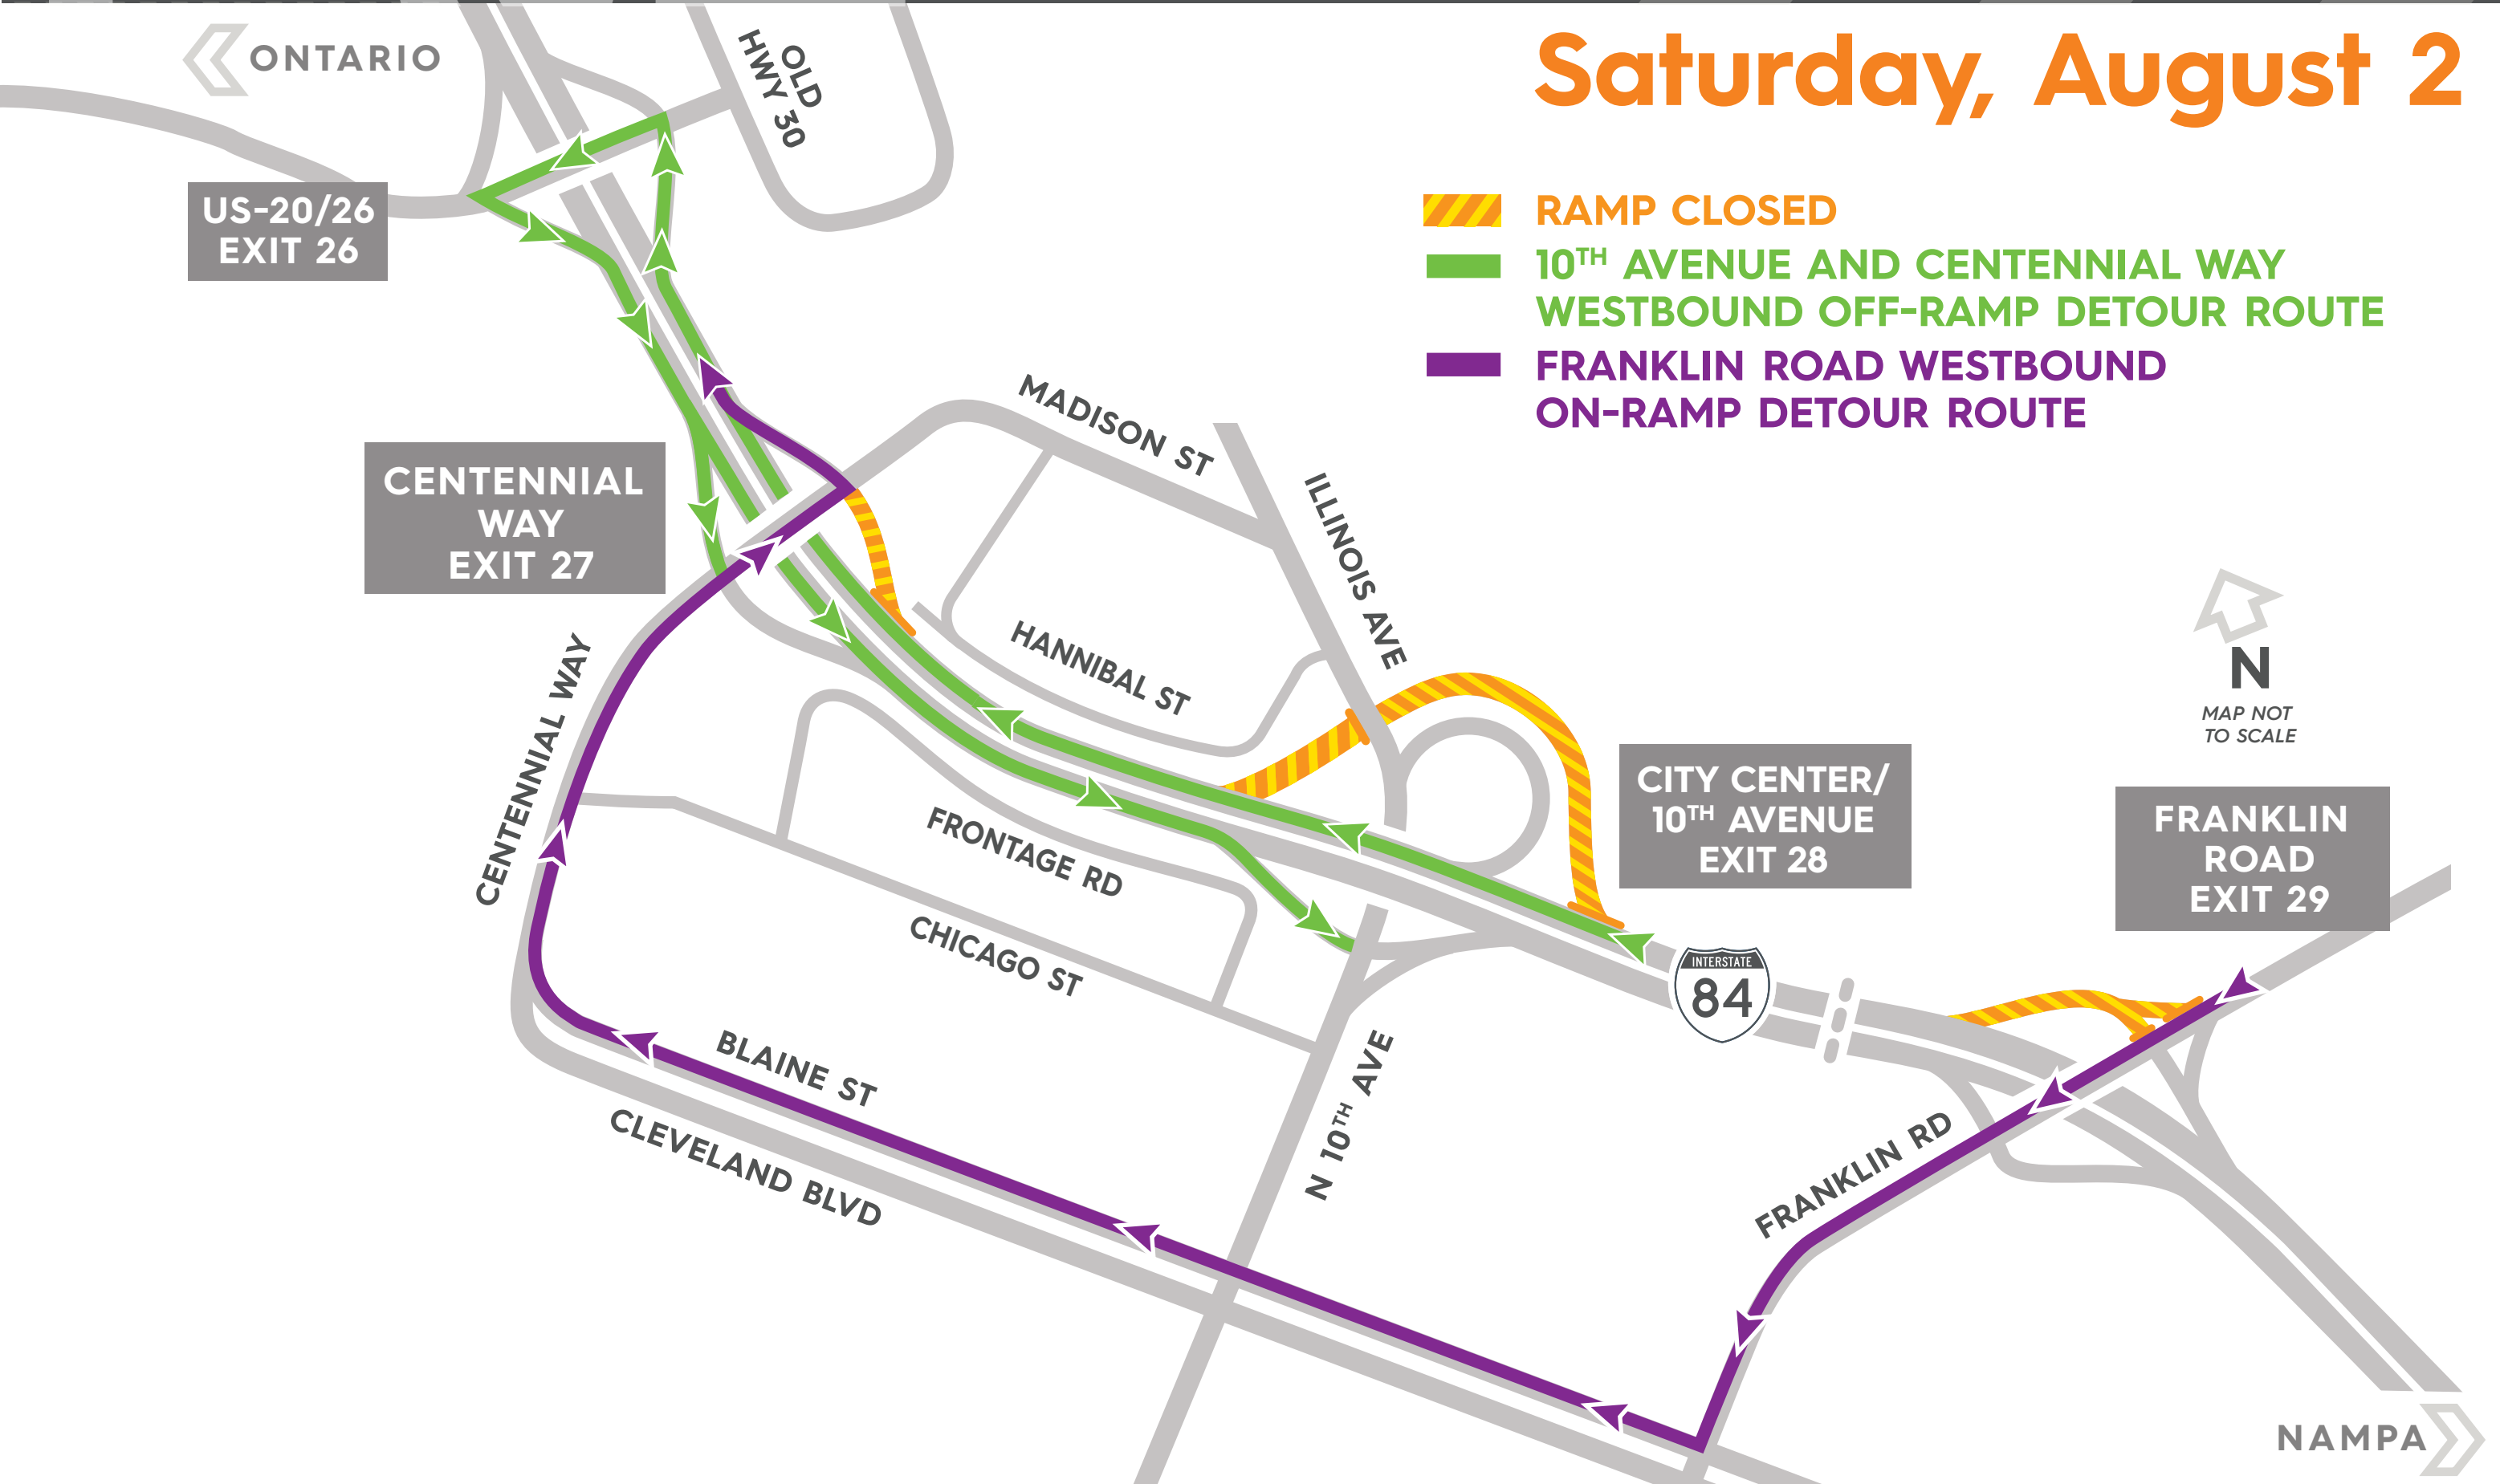 Saturday, August 2
ONTARIO
OLD
HWY 30
US-20/26
EXIT 26
RAMP CLOSED
10TH AVENUE AND CENTENNIAL WAY
WESTBOUND OFF-RAMP DETOUR ROUTE
FRANKLIN ROAD WESTBOUND
ON-RAMP DETOUR ROUTE
MADISON ST
CENTENNIAL
WAY
EXIT 27
ILLINOIS AVE
HANNIBAL ST
N
MAP NOT
TO SCALE
CENTENNIAL WAY
CITY CENTER/
10TH AVENUE
EXIT 28
FRANKLIN
ROAD
EXIT 29
FRONTAGE RD
CHICAGO ST
INTERSTATE
84
BLAINE ST
CLEVELAND BLVD
N 10TH AVE
FRANKLIN RD
NAMPA